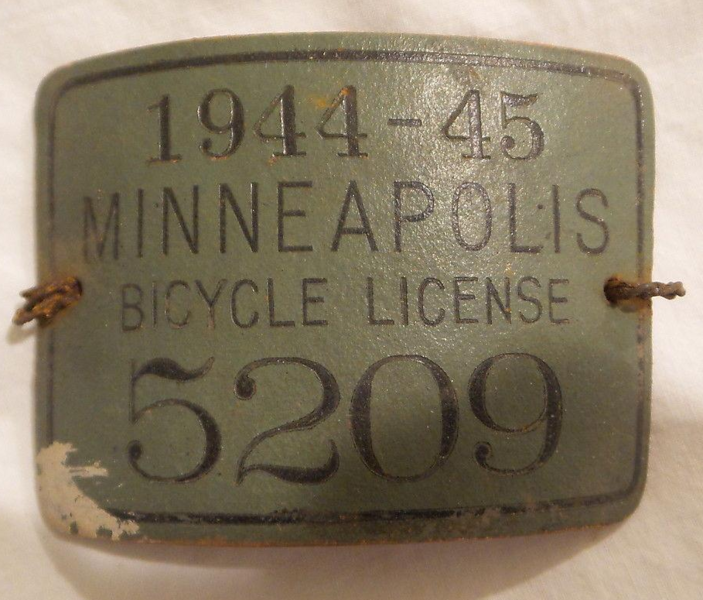 1944-45
MINNEAPOLIS
BICYCLE LICENSE
5209